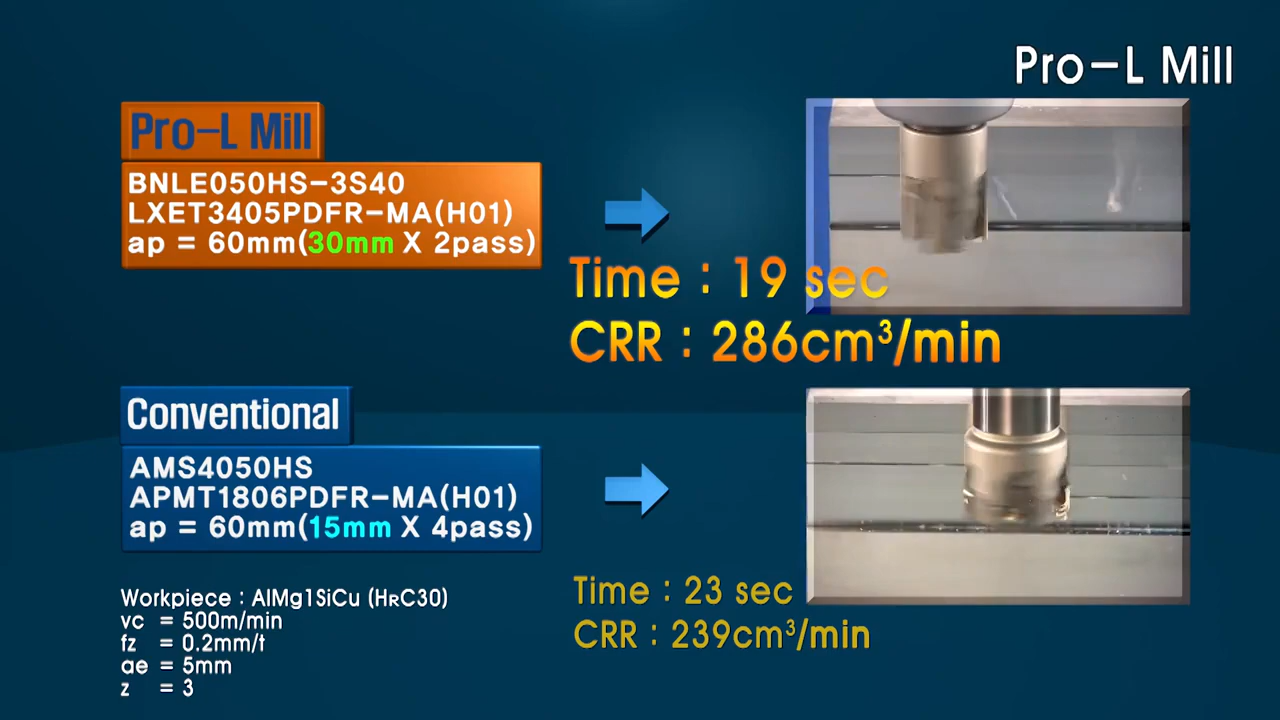 Pro-L Mill
Pro-L Mill
BNLE050HS-3S40
LXET3405PDFR-MA(H01)
ap = 60mm(30mm X 2pass)
Time : 19 sec
CRR : 286cm³/min
Conventional
AMS4050HS
APMT1806PDFR-MA(H01)
ap = 60mm(15mm X 4pass)
Time : 23 sec
CRR : 239cm³/min
Workpiece : AlMg1SiCu (HRC30)
vc = 500m/min
fz = 0.2mm/t
ae = 5mm
z = 3